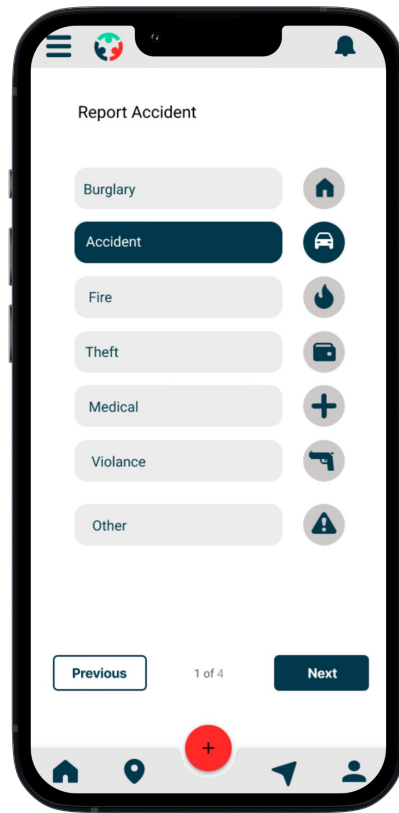 Report Accident
Burglary
Accident
Fire
Theft
Medical
Violance
Other
Previous
1 of 4
Next